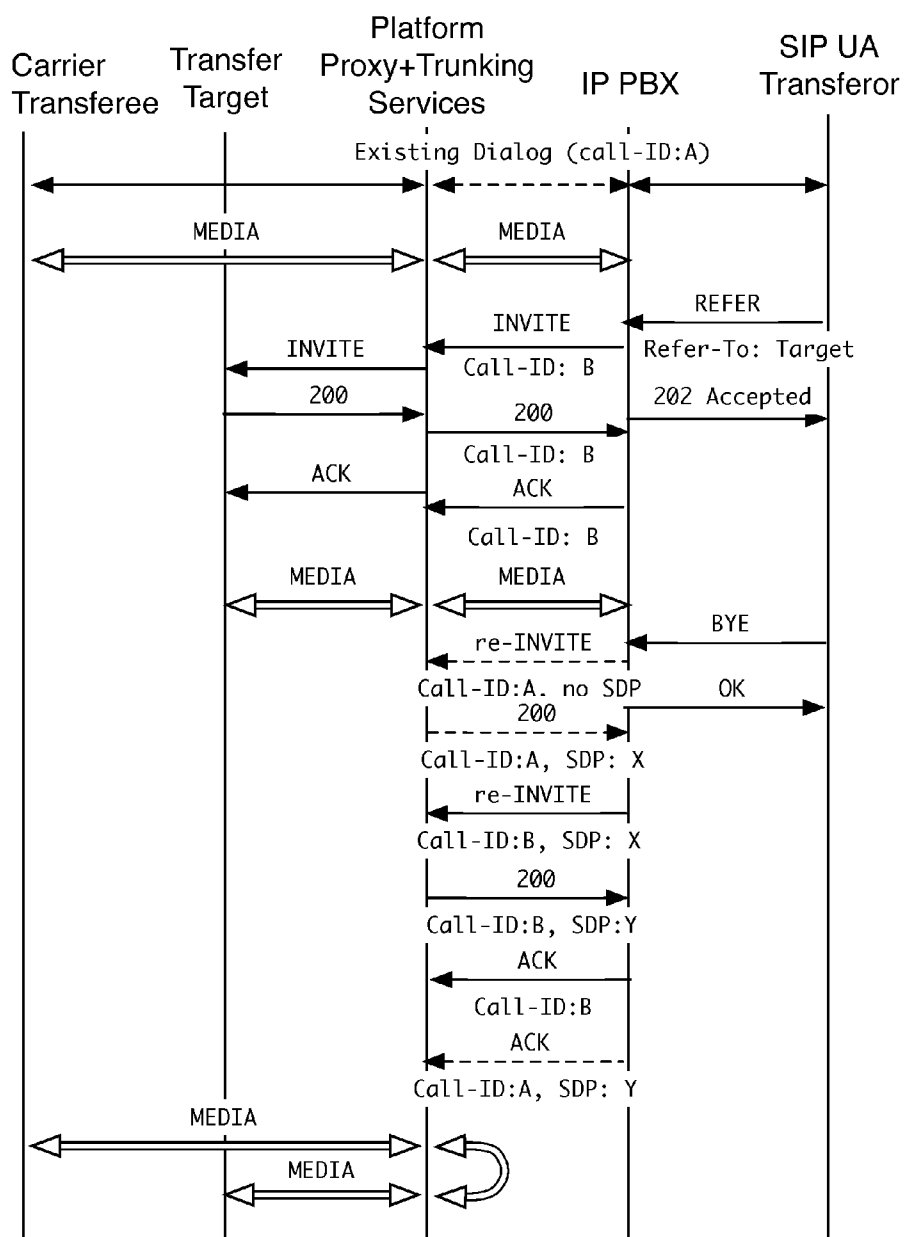 Carrier
Transferee
Transfer
Target
Platform
Proxy+Trunking
Services
IP PBX
SIP UA
Transferor
Existing Dialog (call-ID:A)
MEDIA
MEDIA
REFER
INVITE
Refer-To: Target
INVITE
Call-ID: B
200
202 Accepted
200
Call-ID: B
ACK
ACK
Call-ID: B
MEDIA
MEDIA
BYE
re-INVITE
Call-ID:A, no SDP
OK
200
Call-ID:A, SDP: X
re-INVITE
Call-ID:B, SDP: X
200
Call-ID:B, SDP:Y
ACK
Call-ID:B
ACK
Call-ID:A, SDP: Y
MEDIA
MEDIA